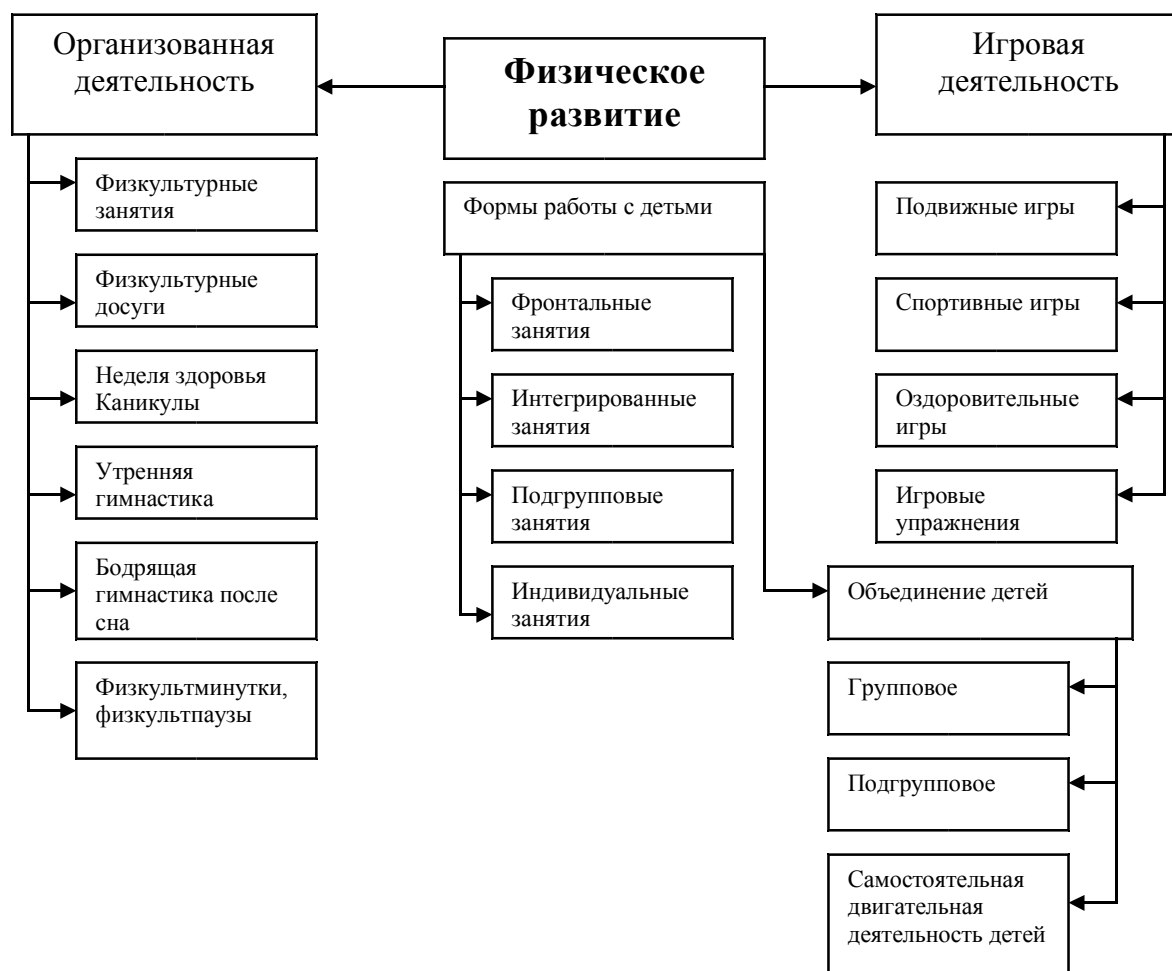 Организованная
деятельность
Физическое
развитие
Игровая
деятельность
Физкультурные
занятия
Физкультурные
досуги
Неделя здоровья
Каникулы
Утренняя
гимнастика
Бодрящая
гимнастика после
сна
Физкультминутки,
физкультпаузы
Формы работы с детьми
Фронтальные
занятия
Интегрированные
занятия
Подгрупповые
занятия
Индивидуальные
занятия
Подвижные игры
Спортивные игры
Оздоровительные
игры
Игровые
упражнения
Объединение детей
Групповое
Подгрупповое
Самостоятельная
двигательная
деятельность детей